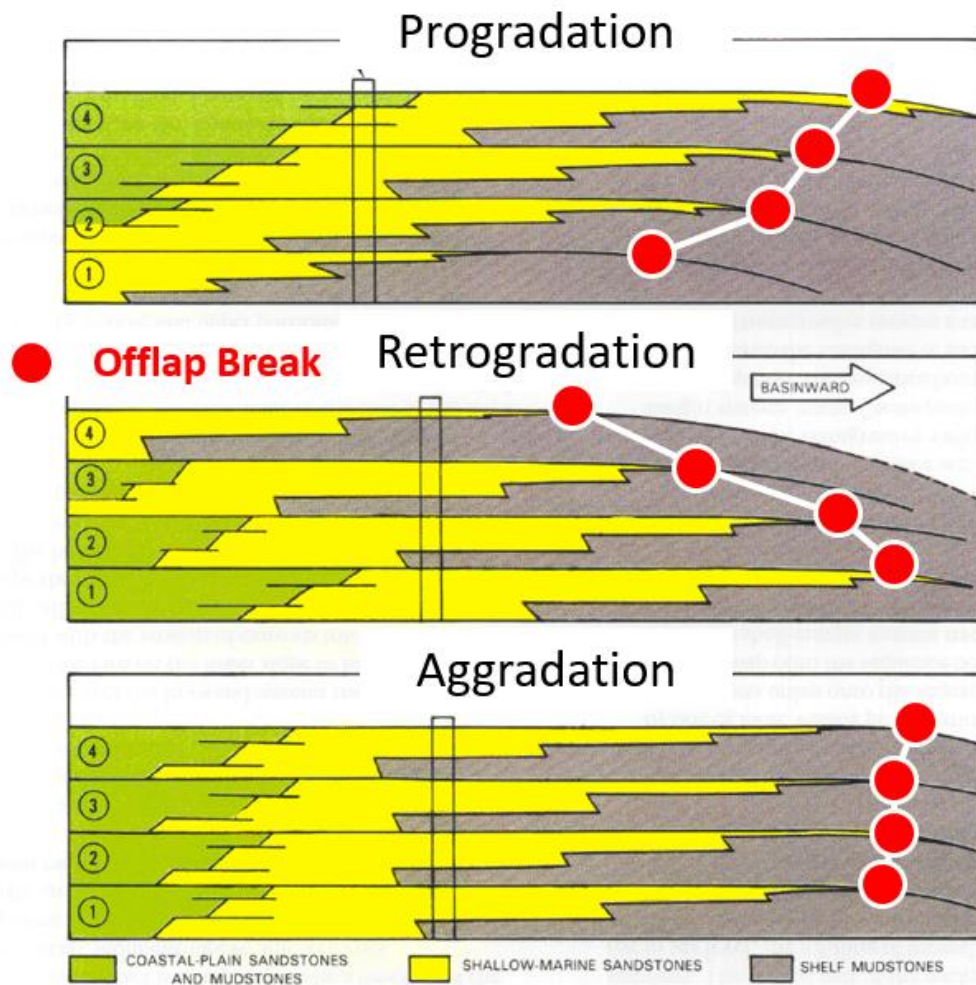 Progradation
4
3
2
1
Offlap Break
Retrogradation
BASINWARD
4
3
2
1
Aggradation
4
3
2
1
COASTAL-PLAIN SANDSTONES
AND MUDSTONES
SHALLOW-MARINE SANDSTONES
SHELF MUDSTONES